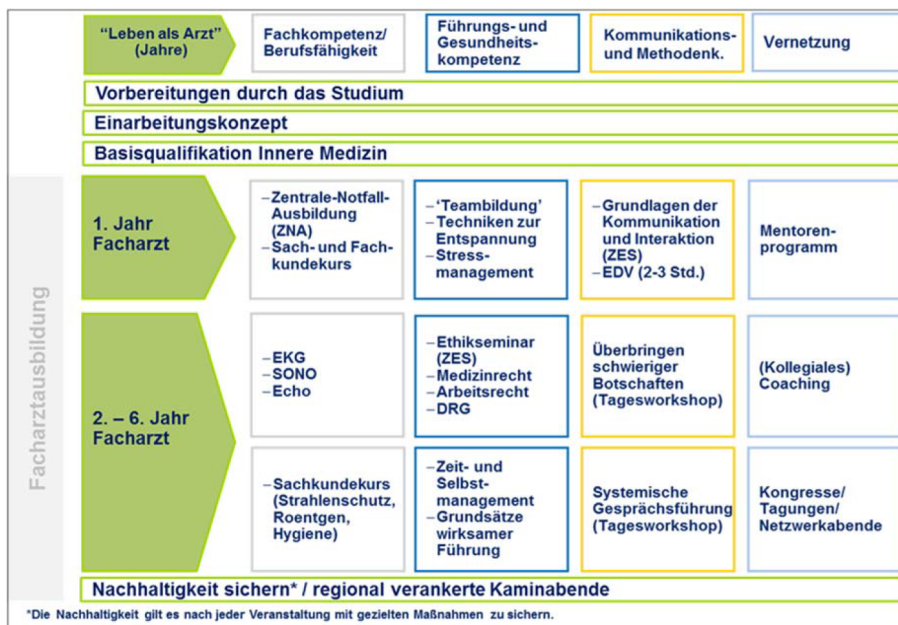 "Leben als Arzt"
(Jahre)
Fachkompetenz/
Berufsfähigkeit
Führungs- und
Gesundheits-
kompetenz
Kommunikations-
und Methodenk.
Vernetzung
Vorbereitungen durch das Studium
Einarbeitungskonzept
Basisqualifikation Innere Medizin
Facharztausbildung
1. Jahr
Facharzt
–Zentrale-Notfall-
Ausbildung
(ZNA)
–Sach- und Fach-
kundekurs
–'Teambildung'
–Techniken zur
Entspannung
–Stress-
management
–Grundlagen der
Kommunikation
und Interaktion
(ZES)
–EDV (2-3 Std.)
Mentoren-
programm
2. – 6. Jahr
Facharzt
–EKG
–SONO
–Echo
–Ethikseminar
(ZES)
–Medizinrecht
–Arbeitsrecht
–DRG
Überbringen
schwieriger
Botschaften
(Tagesworkshop)
(Kollegiales)
Coaching
–Sachkundekurs
(Strahlenschutz,
Roentgen,
Hygiene)
–Zeit- und
Selbst-
management
–Grundsätze
wirksamer
Führung
Systemische
Gesprächsführung
(Tagesworkshop)
Kongresse/
Tagungen/
Netzwerkabende
Nachhaltigkeit sichern* / regional verankerte Kaminabende
*Die Nachhaltigkeit gilt es nach jeder Veranstaltung mit gezielten Maßnahmen zu sichern.